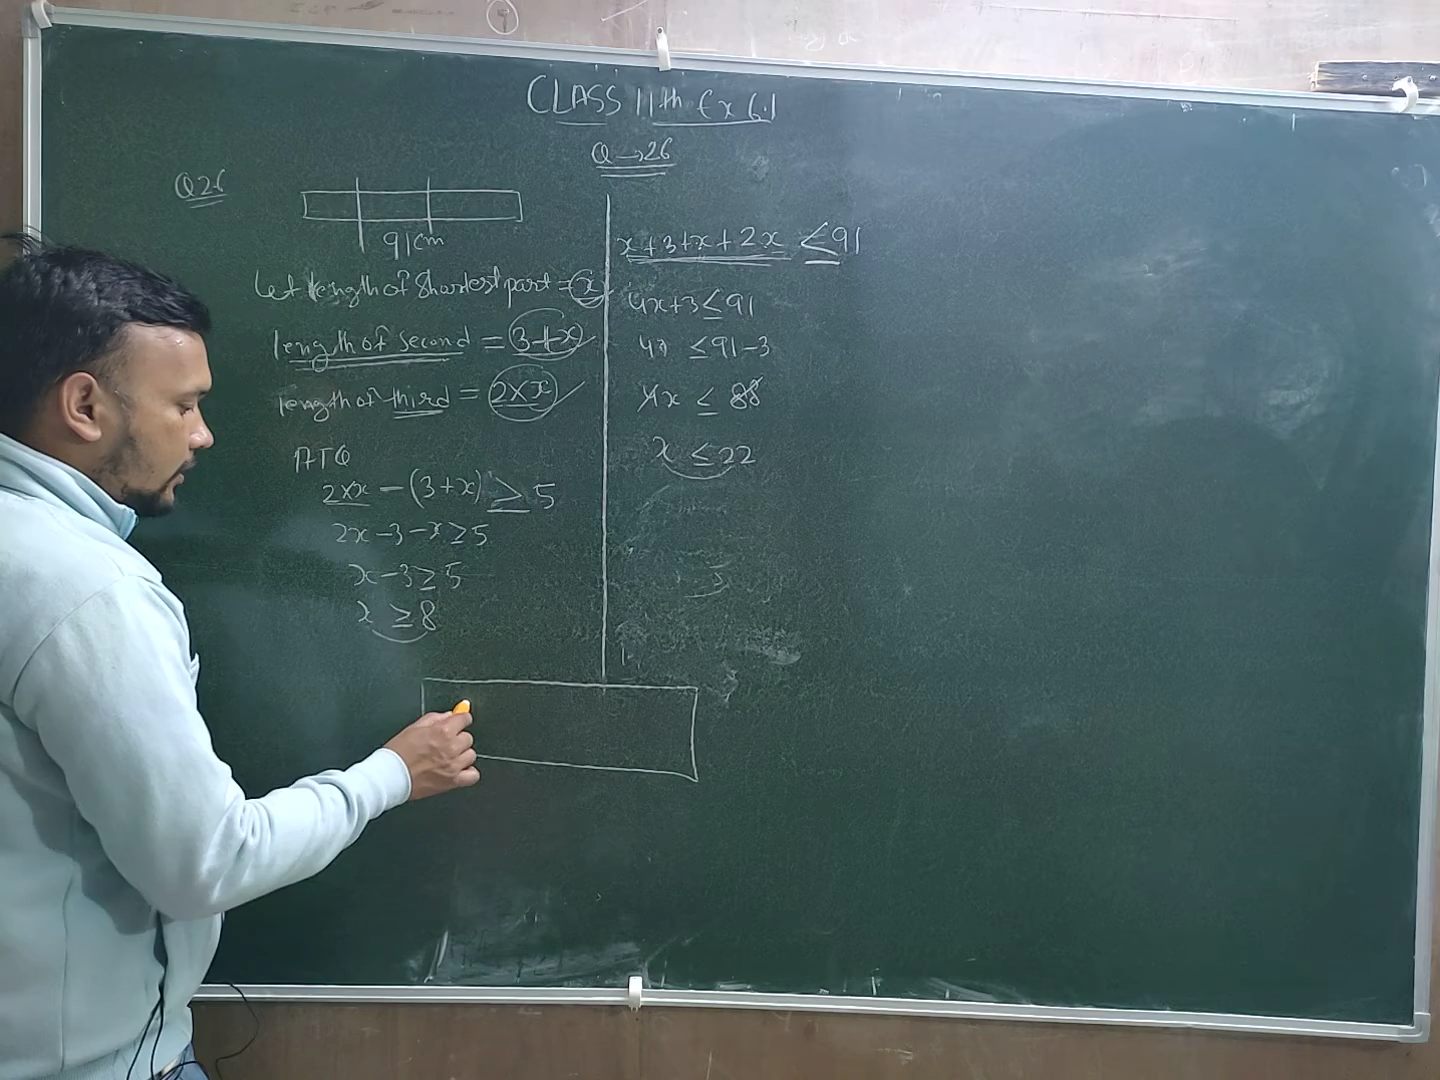 CLASS 11th Ex 6.1
Q→26
Q26
91cm
Let length of Shortest part = x
length of second = 3+x
length of third = 2×x
ATQ
2×x - (3+x) ≥ 5
2x-3-x ≥ 5
x-3 ≥ 5
x ≥ 8
x+3+x+2x ≤ 91
4x+3 ≤ 91
4x ≤ 91-3
4x ≤ 88
x ≤ 22